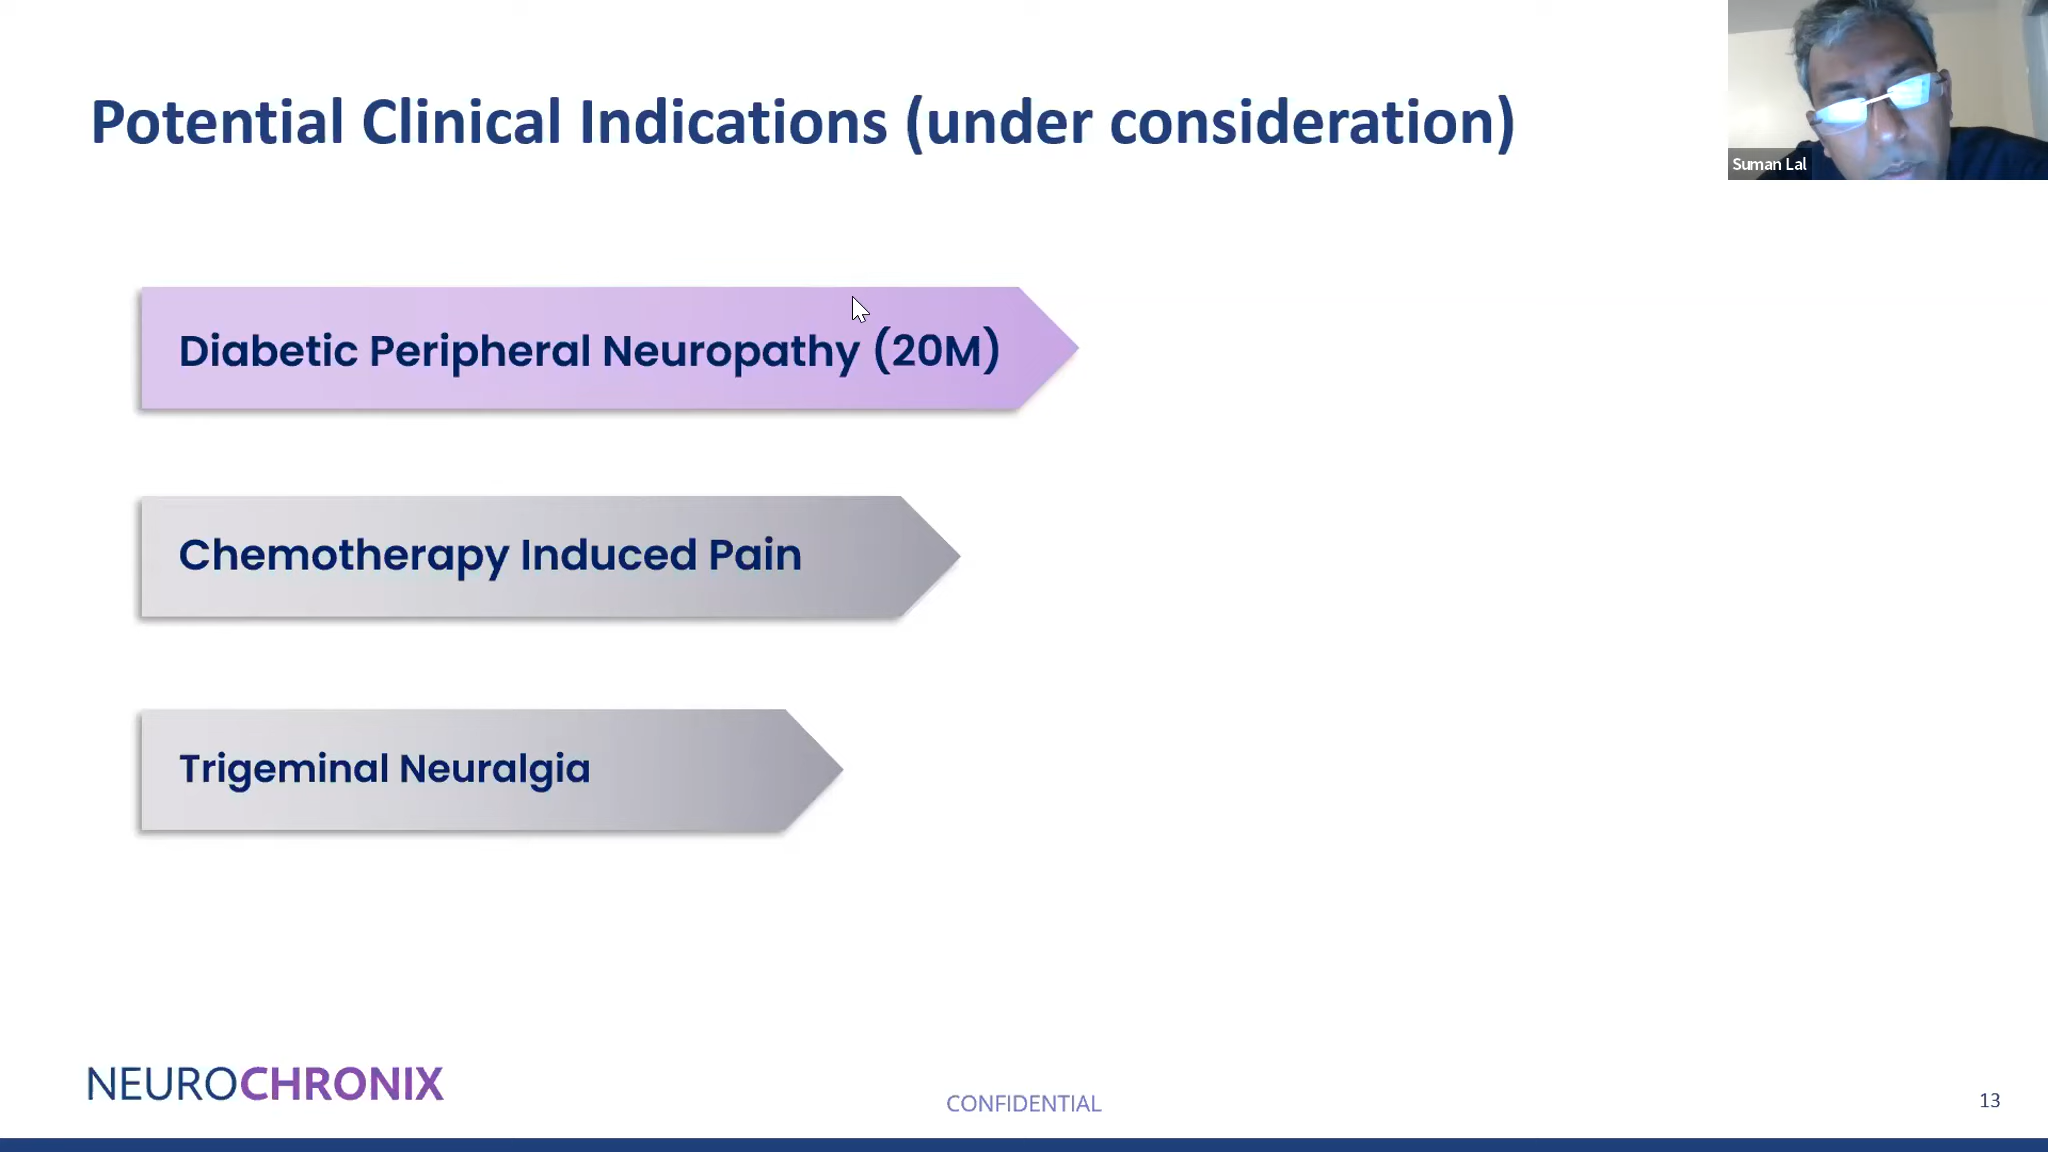 Potential Clinical Indications (under consideration)
Suman Lal
Diabetic Peripheral Neuropathy (20M)
Chemotherapy Induced Pain
Trigeminal Neuralgia
NEUROCHRONIX
CONFIDENTIAL
13